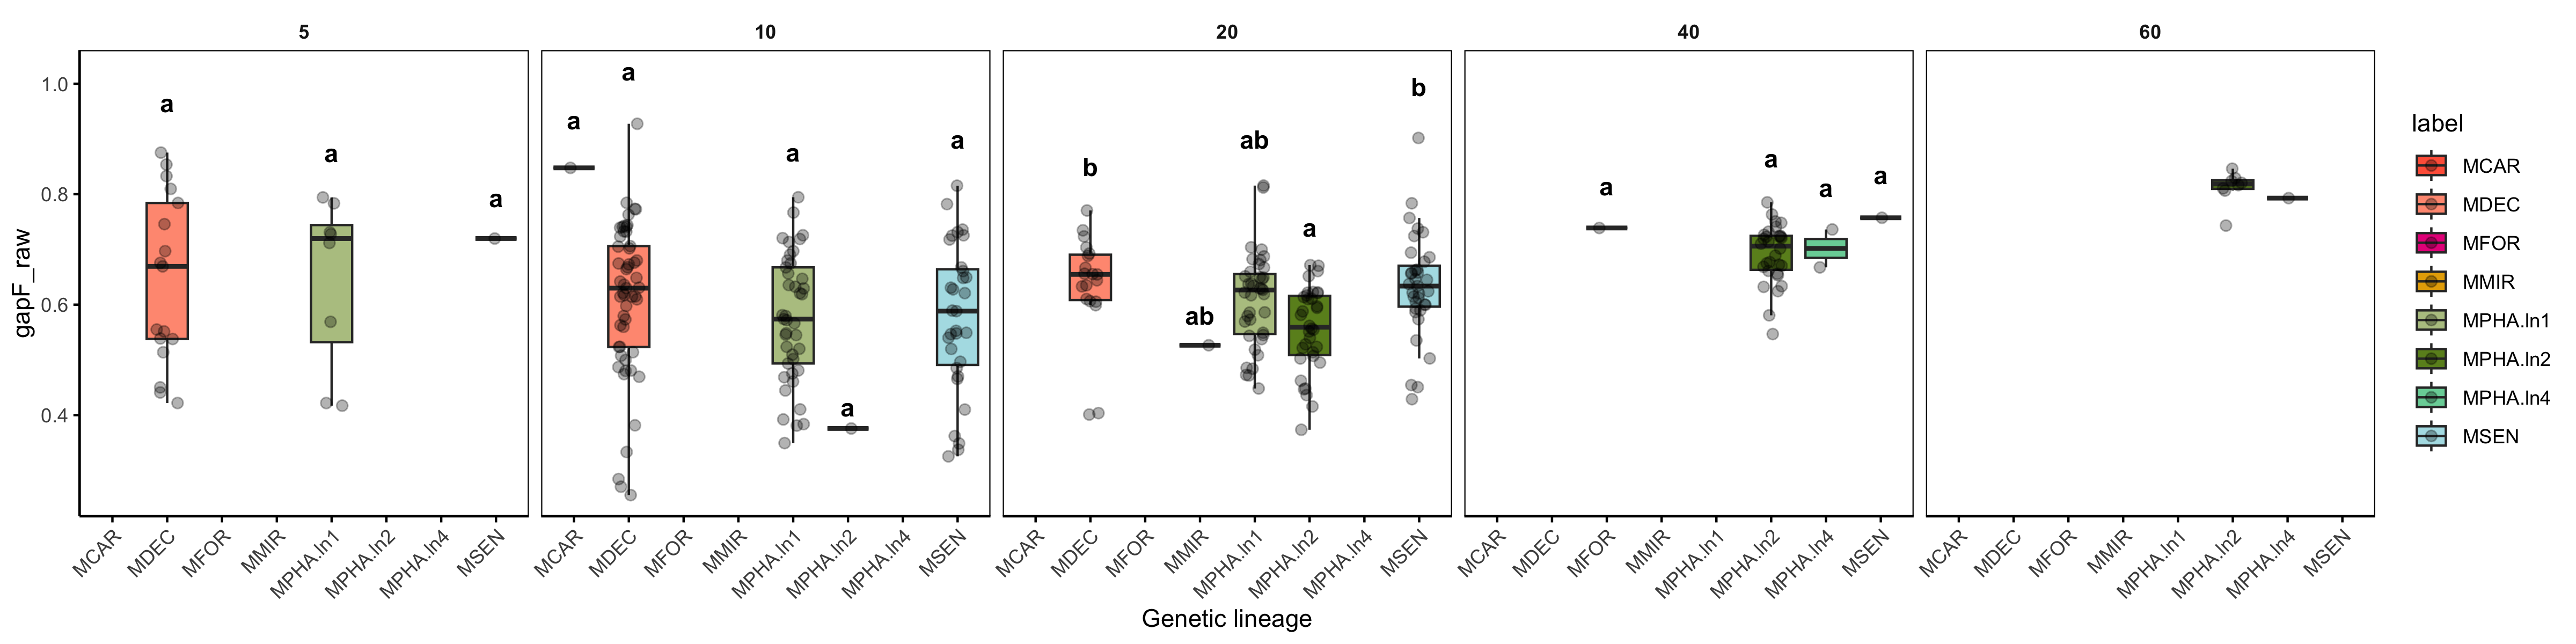 5 10 20 40 60
gapF_raw
1.0
0.8
0.6
0.4
a a a
a a a a a
b ab ab a b
a a a a
MCAR MDEC MFOR MMIR MPHA.ln1 MPHA.ln2 MPHA.ln4 MSEN
MCAR MDEC MFOR MMIR MPHA.ln1 MPHA.ln2 MPHA.ln4 MSEN
MCAR MDEC MFOR MMIR MPHA.ln1 MPHA.ln2 MPHA.ln4 MSEN
MCAR MDEC MFOR MMIR MPHA.ln1 MPHA.ln2 MPHA.ln4 MSEN
MCAR MDEC MFOR MMIR MPHA.ln1 MPHA.ln2 MPHA.ln4 MSEN
Genetic lineage
label
MCAR
MDEC
MFOR
MMIR
MPHA.ln1
MPHA.ln2
MPHA.ln4
MSEN